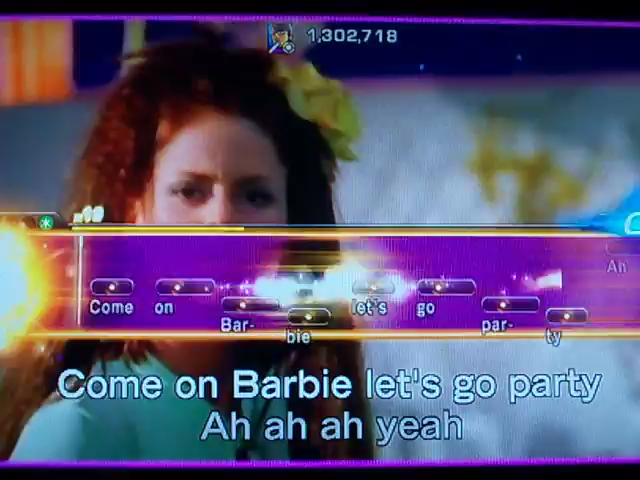 1,302,718
Ah
Come on let's go
Bar- bie par- ty
Come on Barbie let's go party
Ah ah ah yeah